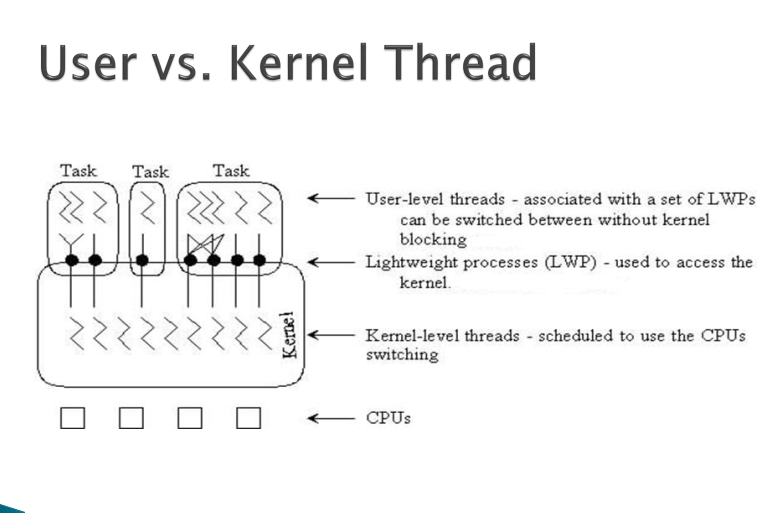 User vs. Kernel Thread
Task Task Task
User-level threads - associated with a set of LWPs
can be switched between without kernel
blocking
Lightweight processes (LWP) - used to access the
kernel.
Kernel-level threads - scheduled to use the CPUs
switching
Kernel
CPUs